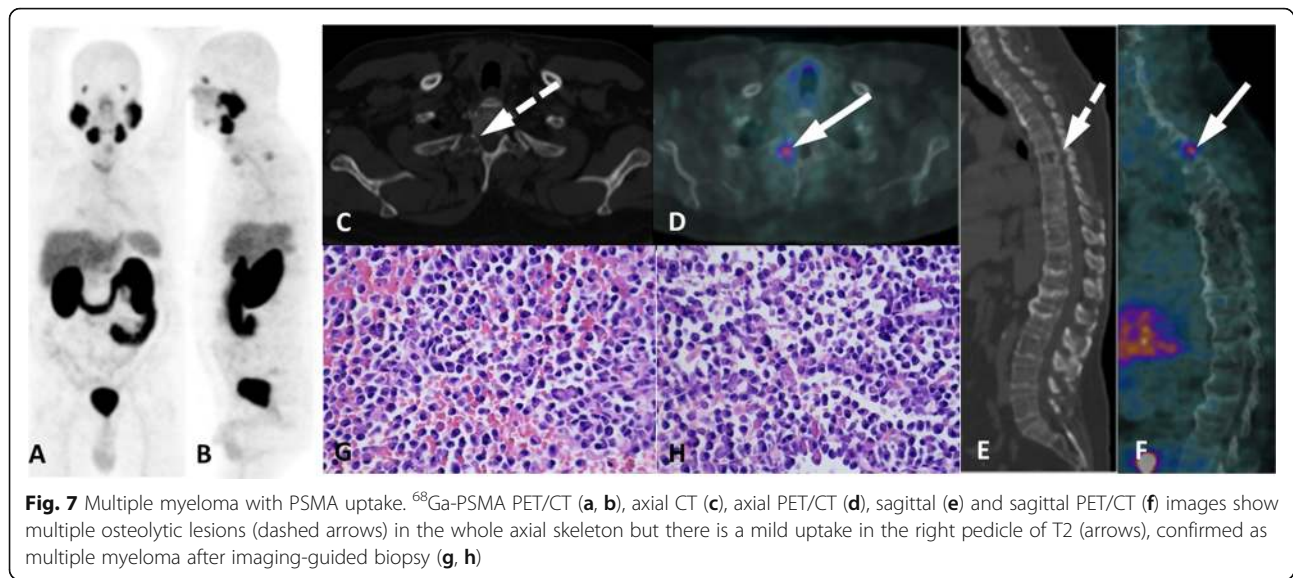 A
B
C
D
E
F
G
H
Fig. 7 Multiple myeloma with PSMA uptake. ⁶⁸Ga-PSMA PET/CT (a, b), axial CT (c), axial PET/CT (d), sagittal (e) and sagittal PET/CT (f) images show
multiple osteolytic lesions (dashed arrows) in the whole axial skeleton but there is a mild uptake in the right pedicle of T2 (arrows), confirmed as
multiple myeloma after imaging-guided biopsy (g, h)